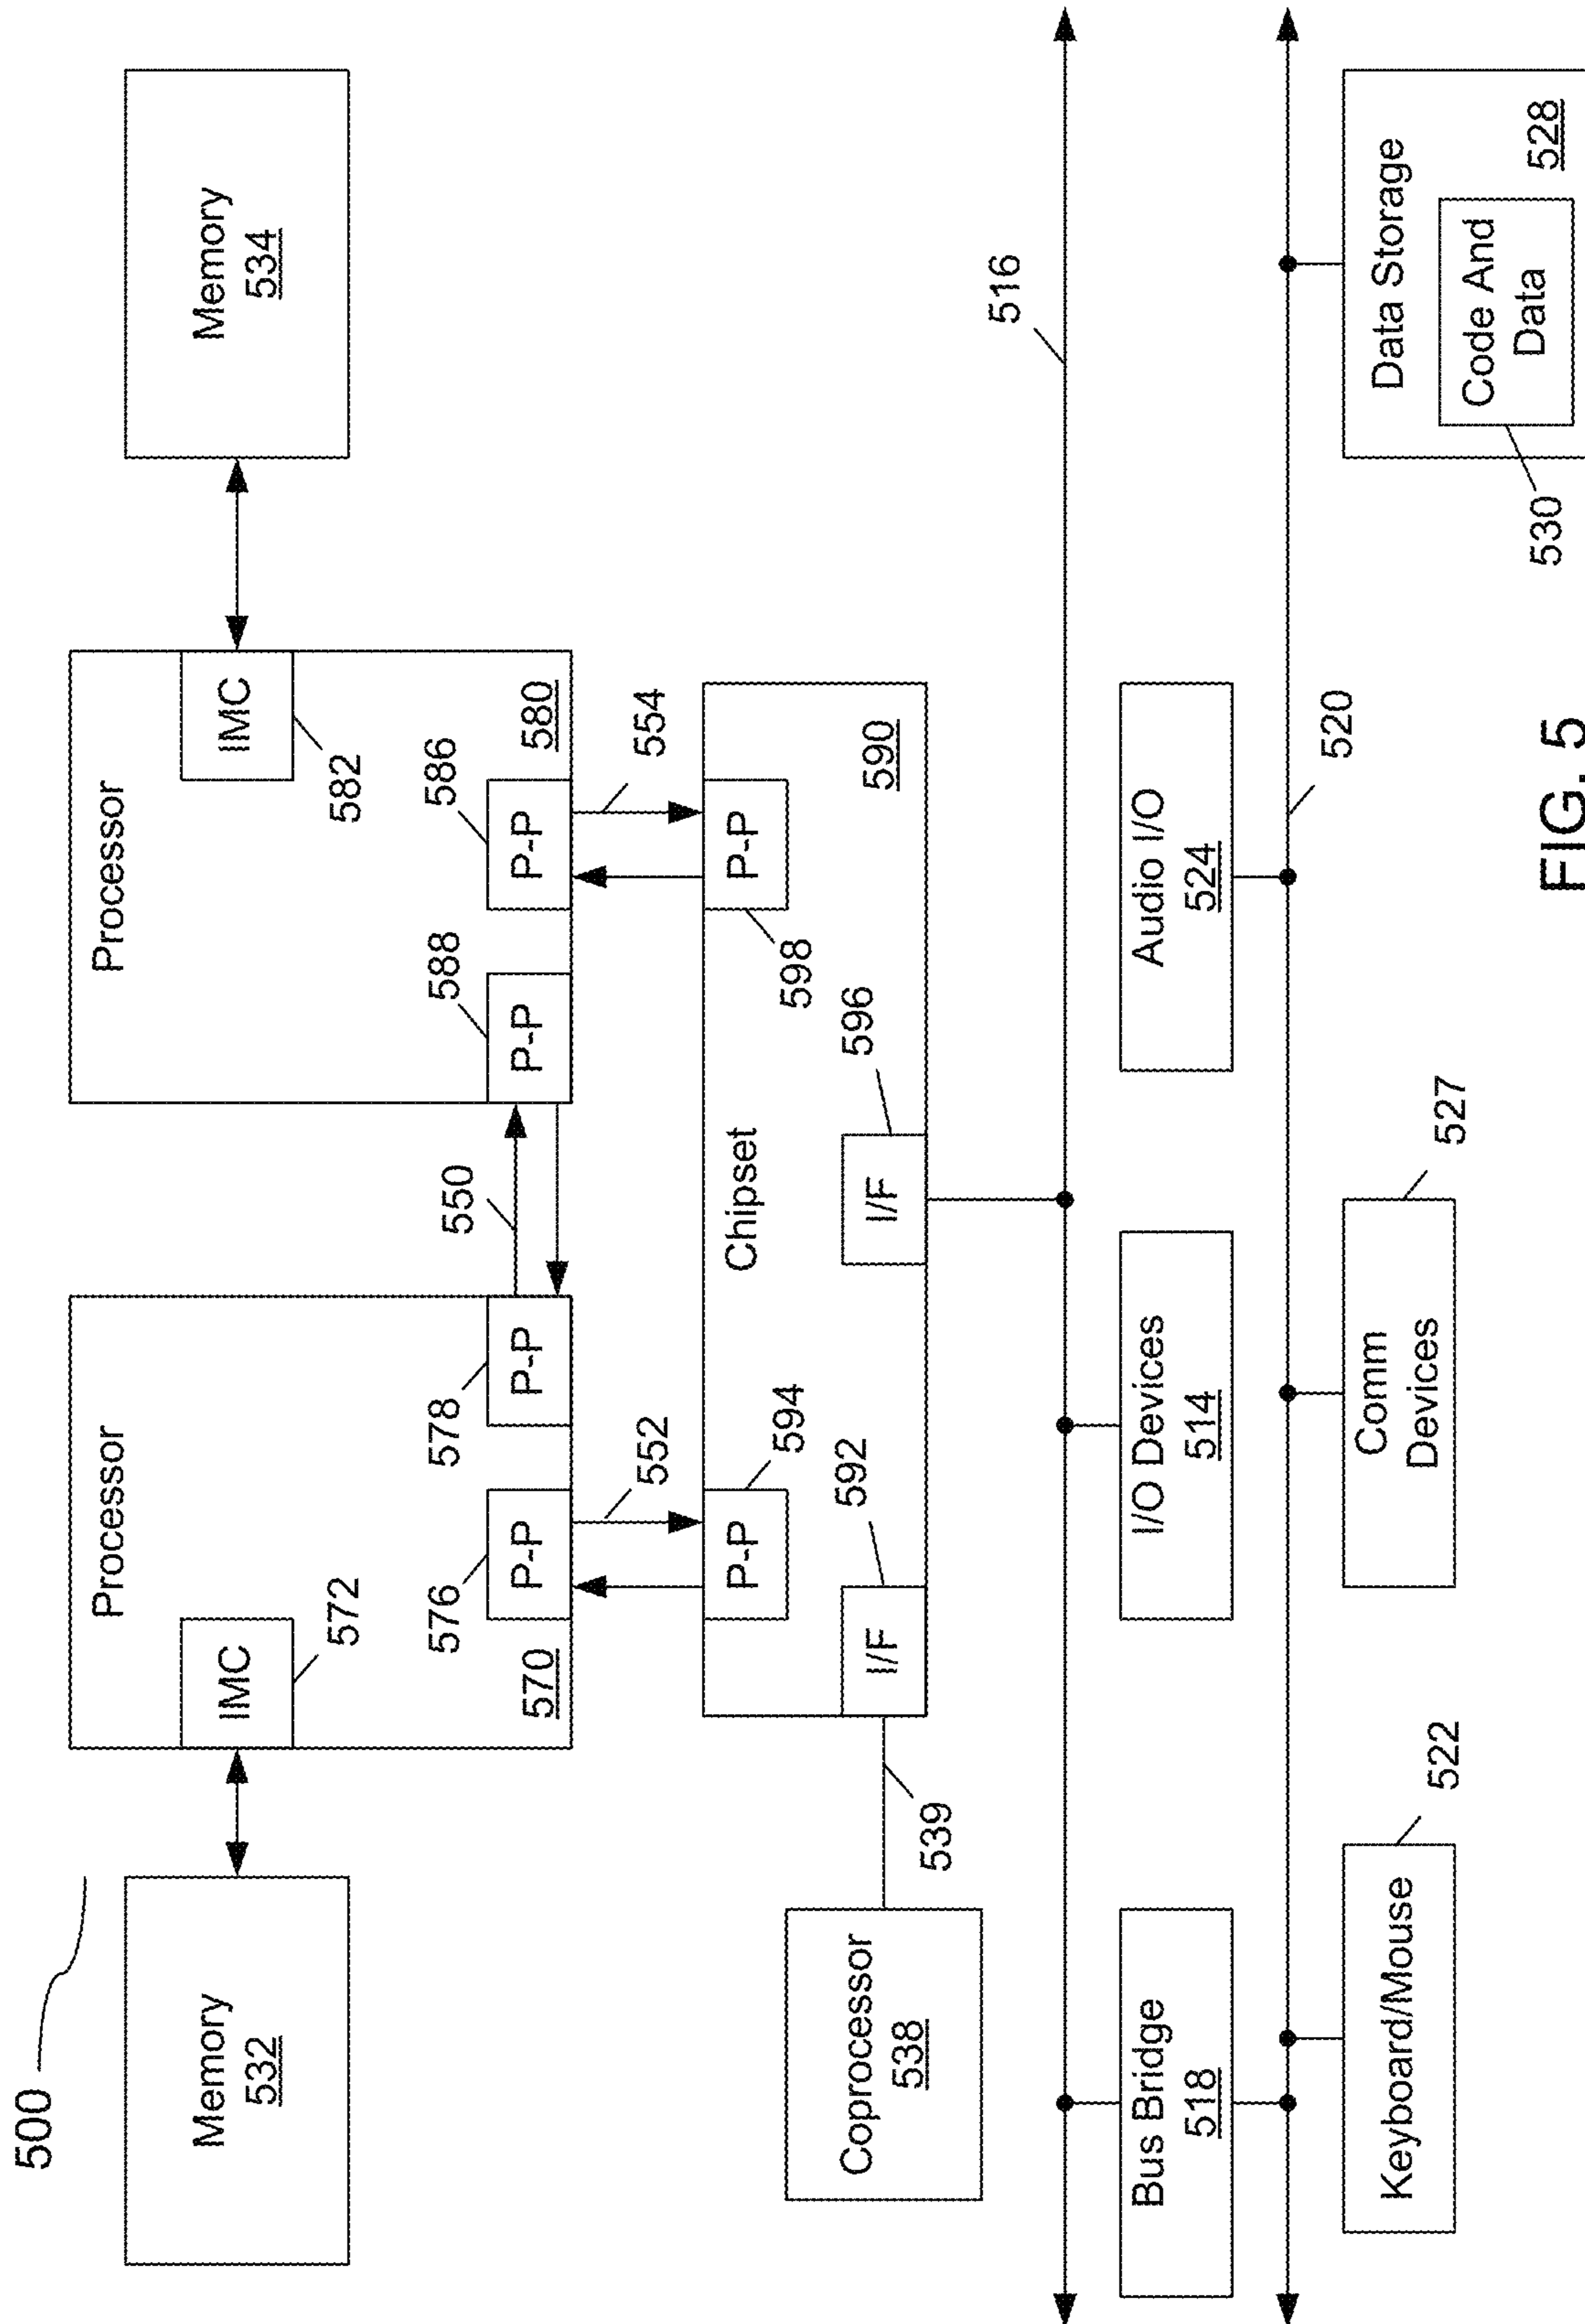 500
Memory
532
Processor
IMC
572
576
P-P
578
P-P
570
550
Processor
IMC
582
588
P-P
586
P-P
580
Memory
534
552
554
P-P
594
Chipset
P-P
598
590
I/F
592
I/F
596
Coprocessor
538
539
516
Bus Bridge
518
I/O Devices
514
Audio I/O
524
520
Keyboard/Mouse
522
Comm
Devices
527
Data Storage
528
Code And
Data
530
FIG. 5